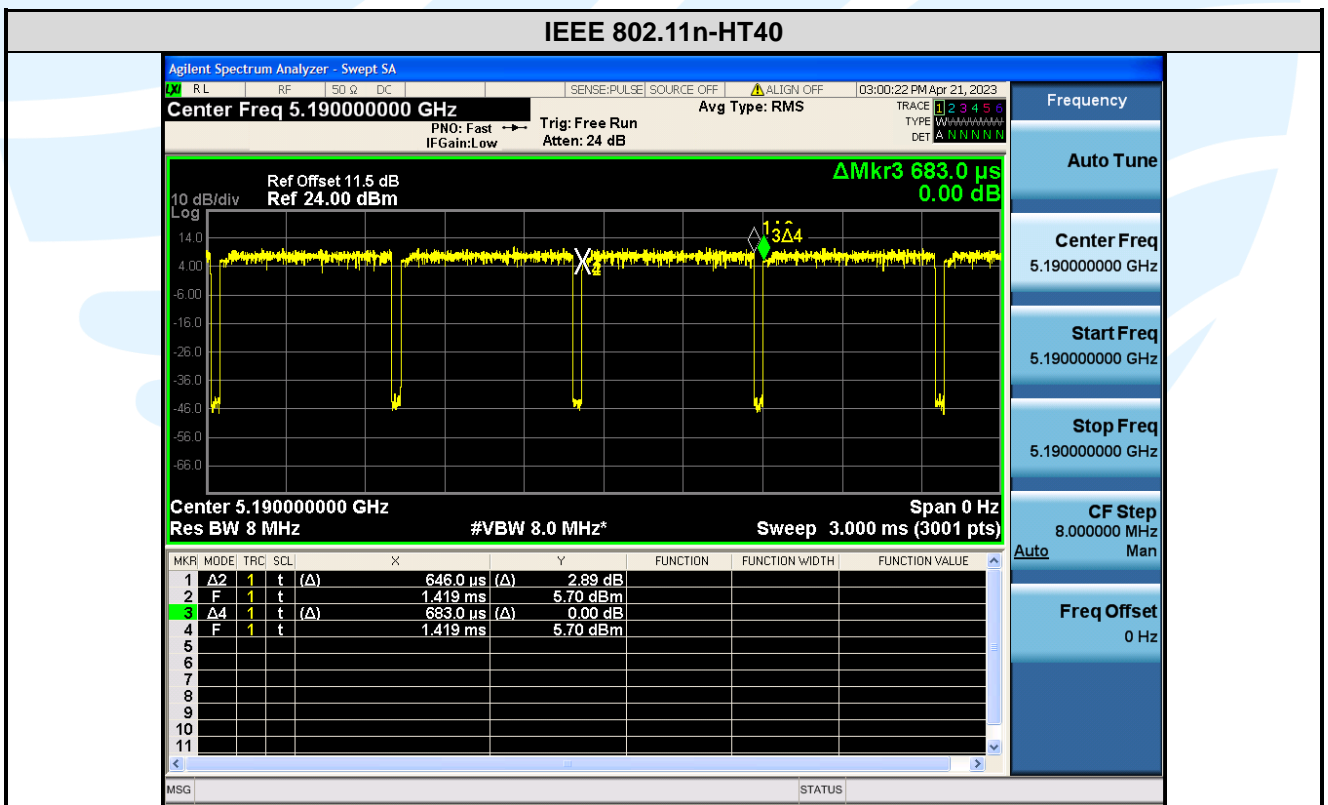 IEEE 802.11n-HT40
Agilent Spectrum Analyzer - Swept SA
LXI RL RF 50 Ω DC SENSE:PULSE SOURCE OFF ALIGN OFF 03:00:22 PM Apr 21, 2023
Center Freq 5.190000000 GHz
PNO: Fast
IFGain:Low
Trig: Free Run
Atten: 24 dB
Avg Type: RMS
TRACE 1 2 3 4 5 6
TYPE WWWWWWW
DET A N N N N N
ΔMkr3 683.0 µs
0.00 dB
Ref Offset 11.5 dB
10 dB/div Ref 24.00 dBm
Log
14.0
4.00
-6.00
-16.0
-26.0
-36.0
-46.0
-56.0
-66.0
3Δ4
Center 5.190000000 GHz Span 0 Hz
Res BW 8 MHz #VBW 8.0 MHz* Sweep 3.000 ms (3001 pts)
MKR MODE TRC SCL X Y FUNCTION FUNCTION WIDTH FUNCTION VALUE
1 Δ2 1 t (Δ) 646.0 µs (Δ) 2.89 dB
2 F 1 t 1.419 ms 5.70 dBm
3 Δ4 1 t (Δ) 683.0 µs (Δ) 0.00 dB
4 F 1 t 1.419 ms 5.70 dBm
5
6
7
8
9
10
11
MSG STATUS
Frequency
Auto Tune
Center Freq
5.190000000 GHz
Start Freq
5.190000000 GHz
Stop Freq
5.190000000 GHz
CF Step
8.000000 MHz
Auto Man
Freq Offset
0 Hz